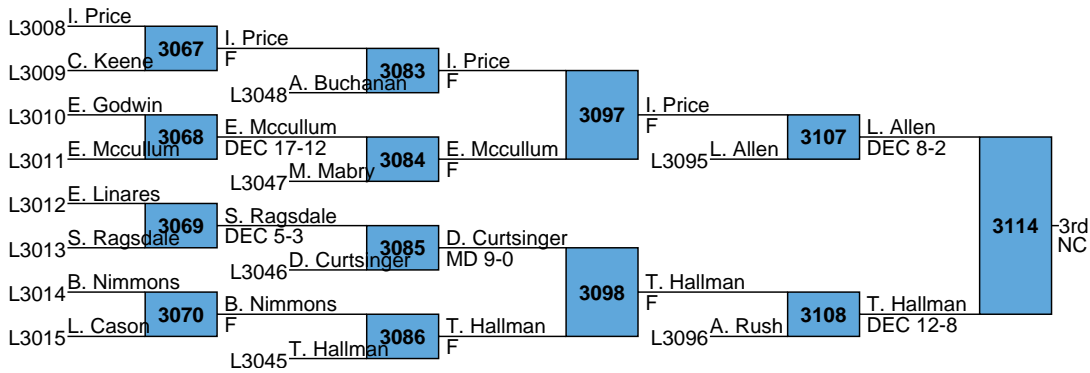 L3008 I. Price
3067
I. Price
F
L3009 C. Keene
3083
I. Price
F
L3048 A. Buchanan
3097
I. Price
F
L3010 E. Godwin
3068
E. Mccullum
DEC 17-12
L3011 E. Mccullum
3084
E. Mccullum
F
L3047 M. Mabry
3107
L. Allen
DEC 8-2
L3095 L. Allen
L3012 E. Linares
3069
S. Ragsdale
DEC 5-3
L3013 S. Ragsdale
3085
D. Curtsinger
MD 9-0
L3046 D. Curtsinger
3114
3rd
NC
L3014 B. Nimmons
3070
B. Nimmons
F
L3015 L. Cason
3098
T. Hallman
F
3086
T. Hallman
F
L3045 T. Hallman
3108
T. Hallman
DEC 12-8
L3096 A. Rush